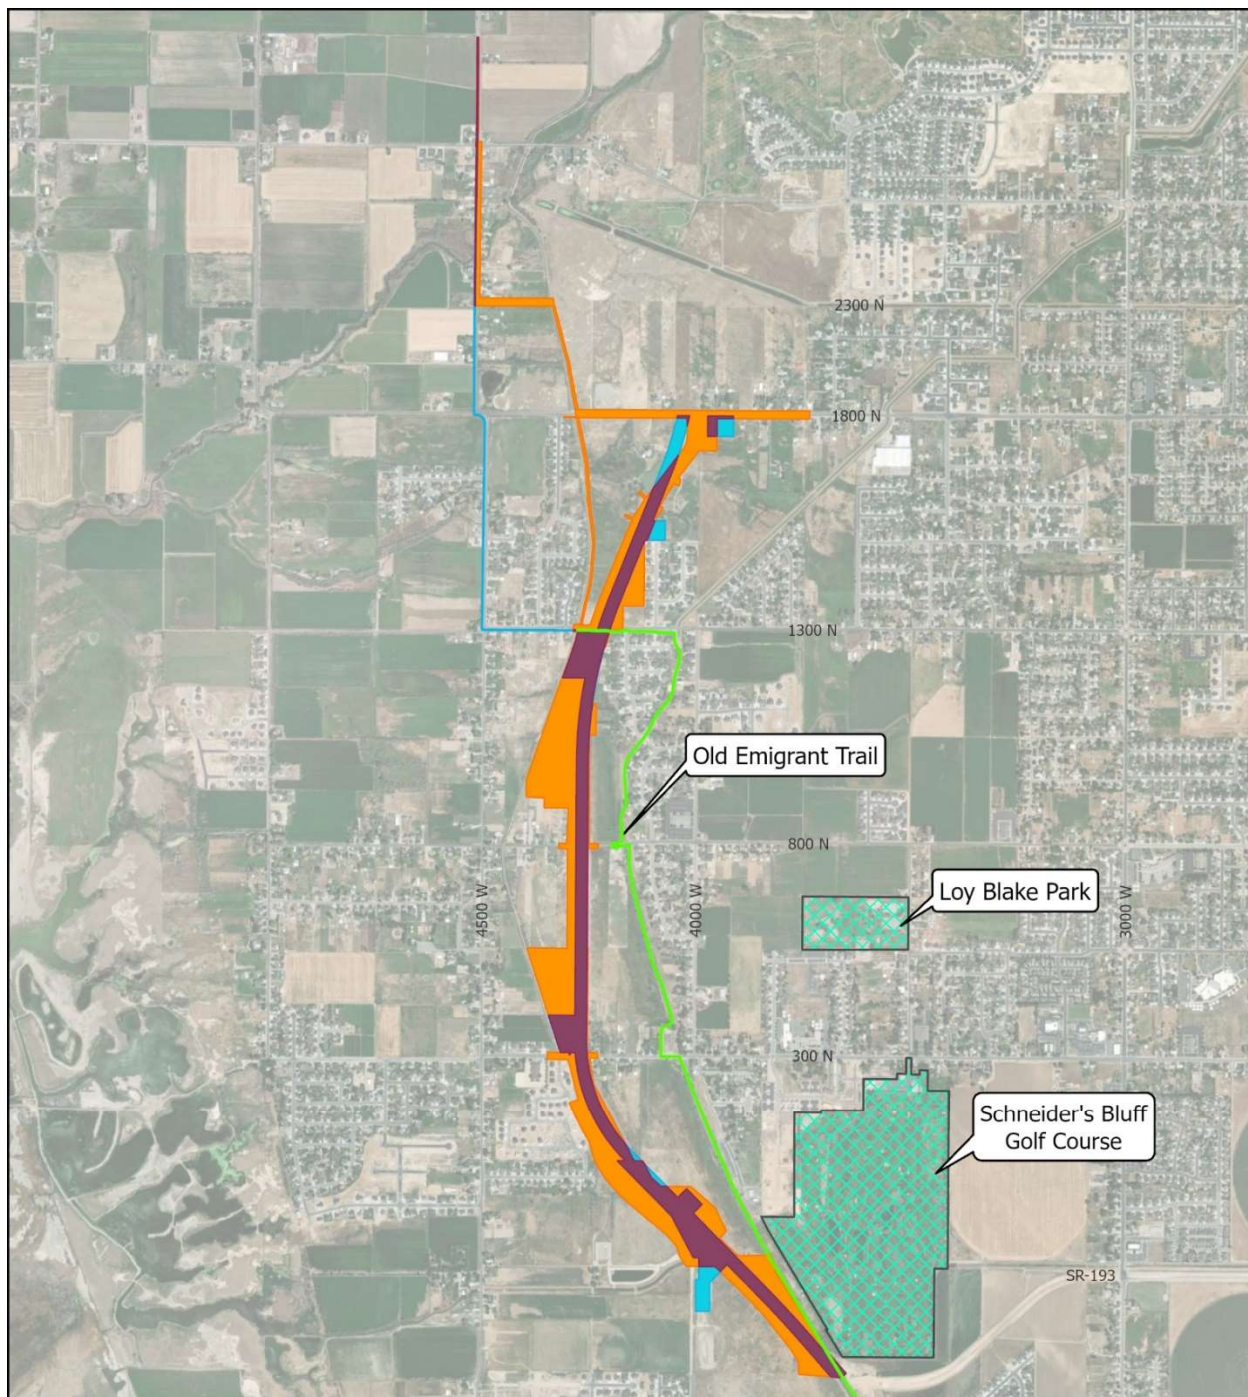 2300 N
1800 N
1300 N
Old Emigrant Trail
800 N
4500 W
4000 W
Loy Blake Park
3000 W
300 N
Schneider's Bluff
Golf Course
SR-193